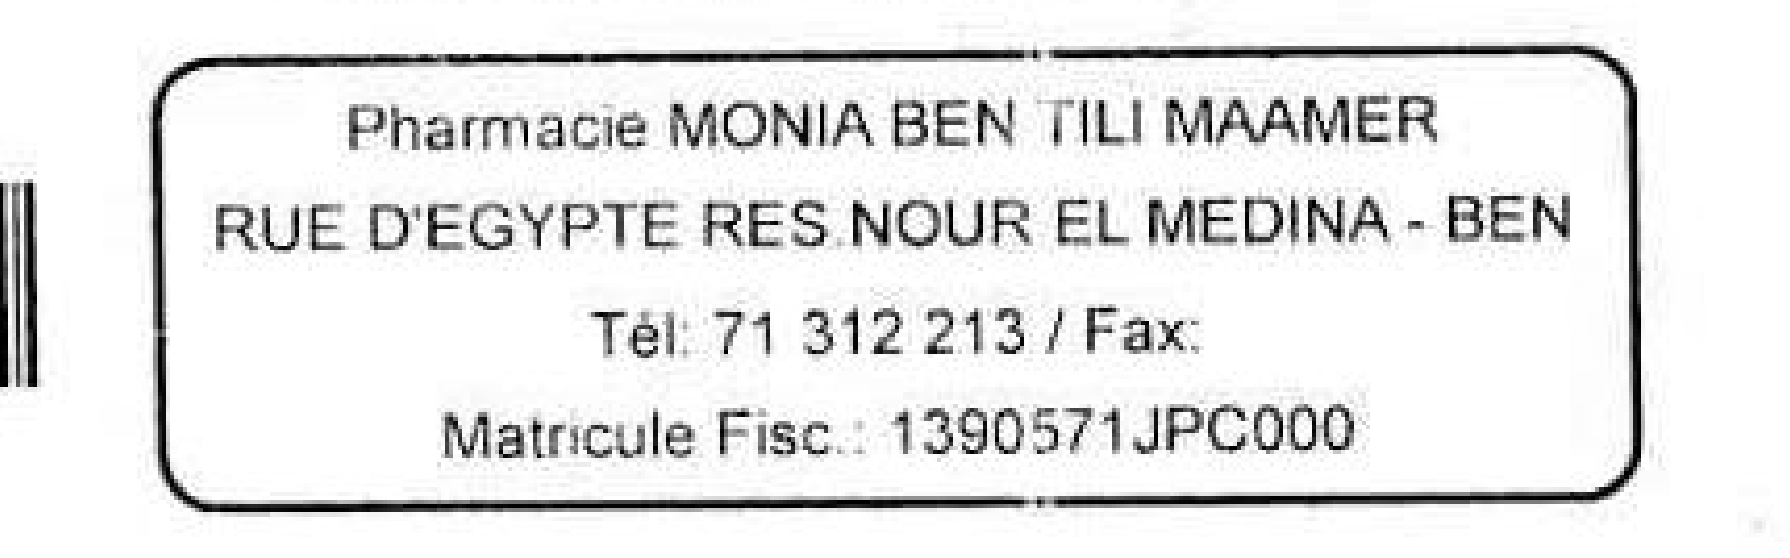 Pharmacie MONIA BEN TILI MAAMER
RUE D'EGYPTE RES.NOUR EL MEDINA - BEN
Tél: 71 312 213 / Fax:
Matricule Fisc.: 1390571JPC000